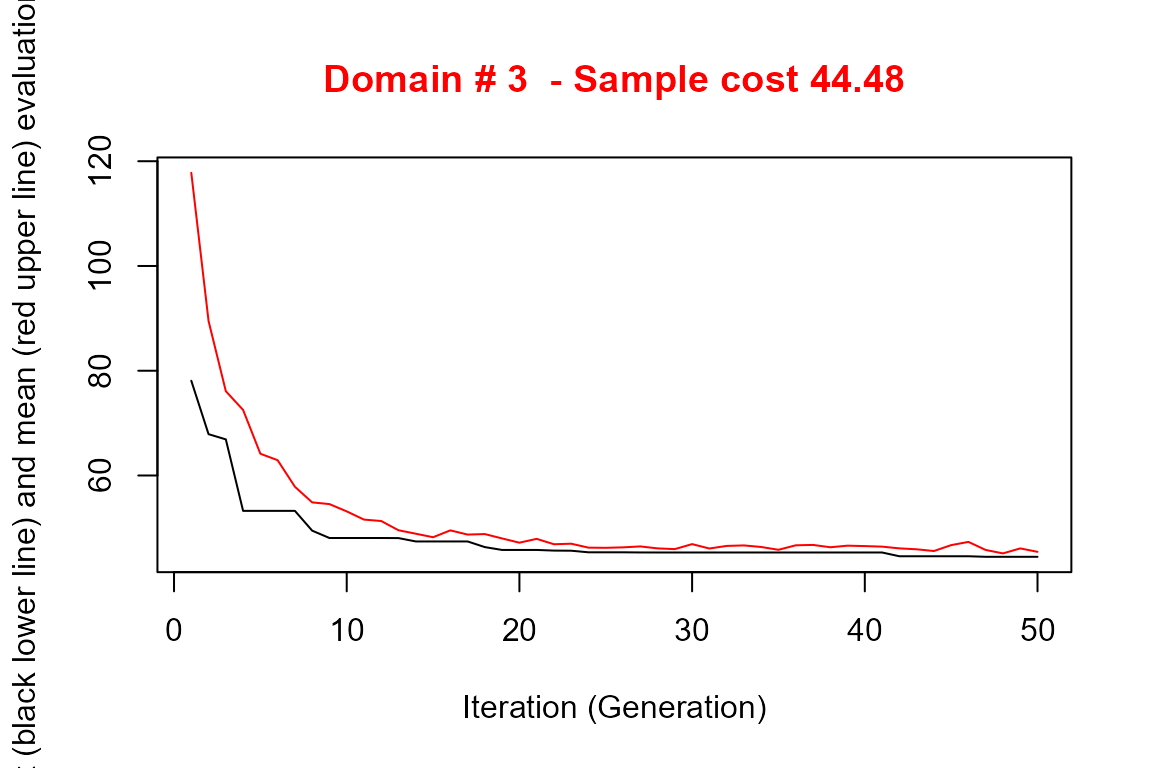 Domain # 3 - Sample cost 44.48
(black lower line) and mean (red upper line) evaluation
120
100
80
60
0 10 20 30 40 50
Iteration (Generation)